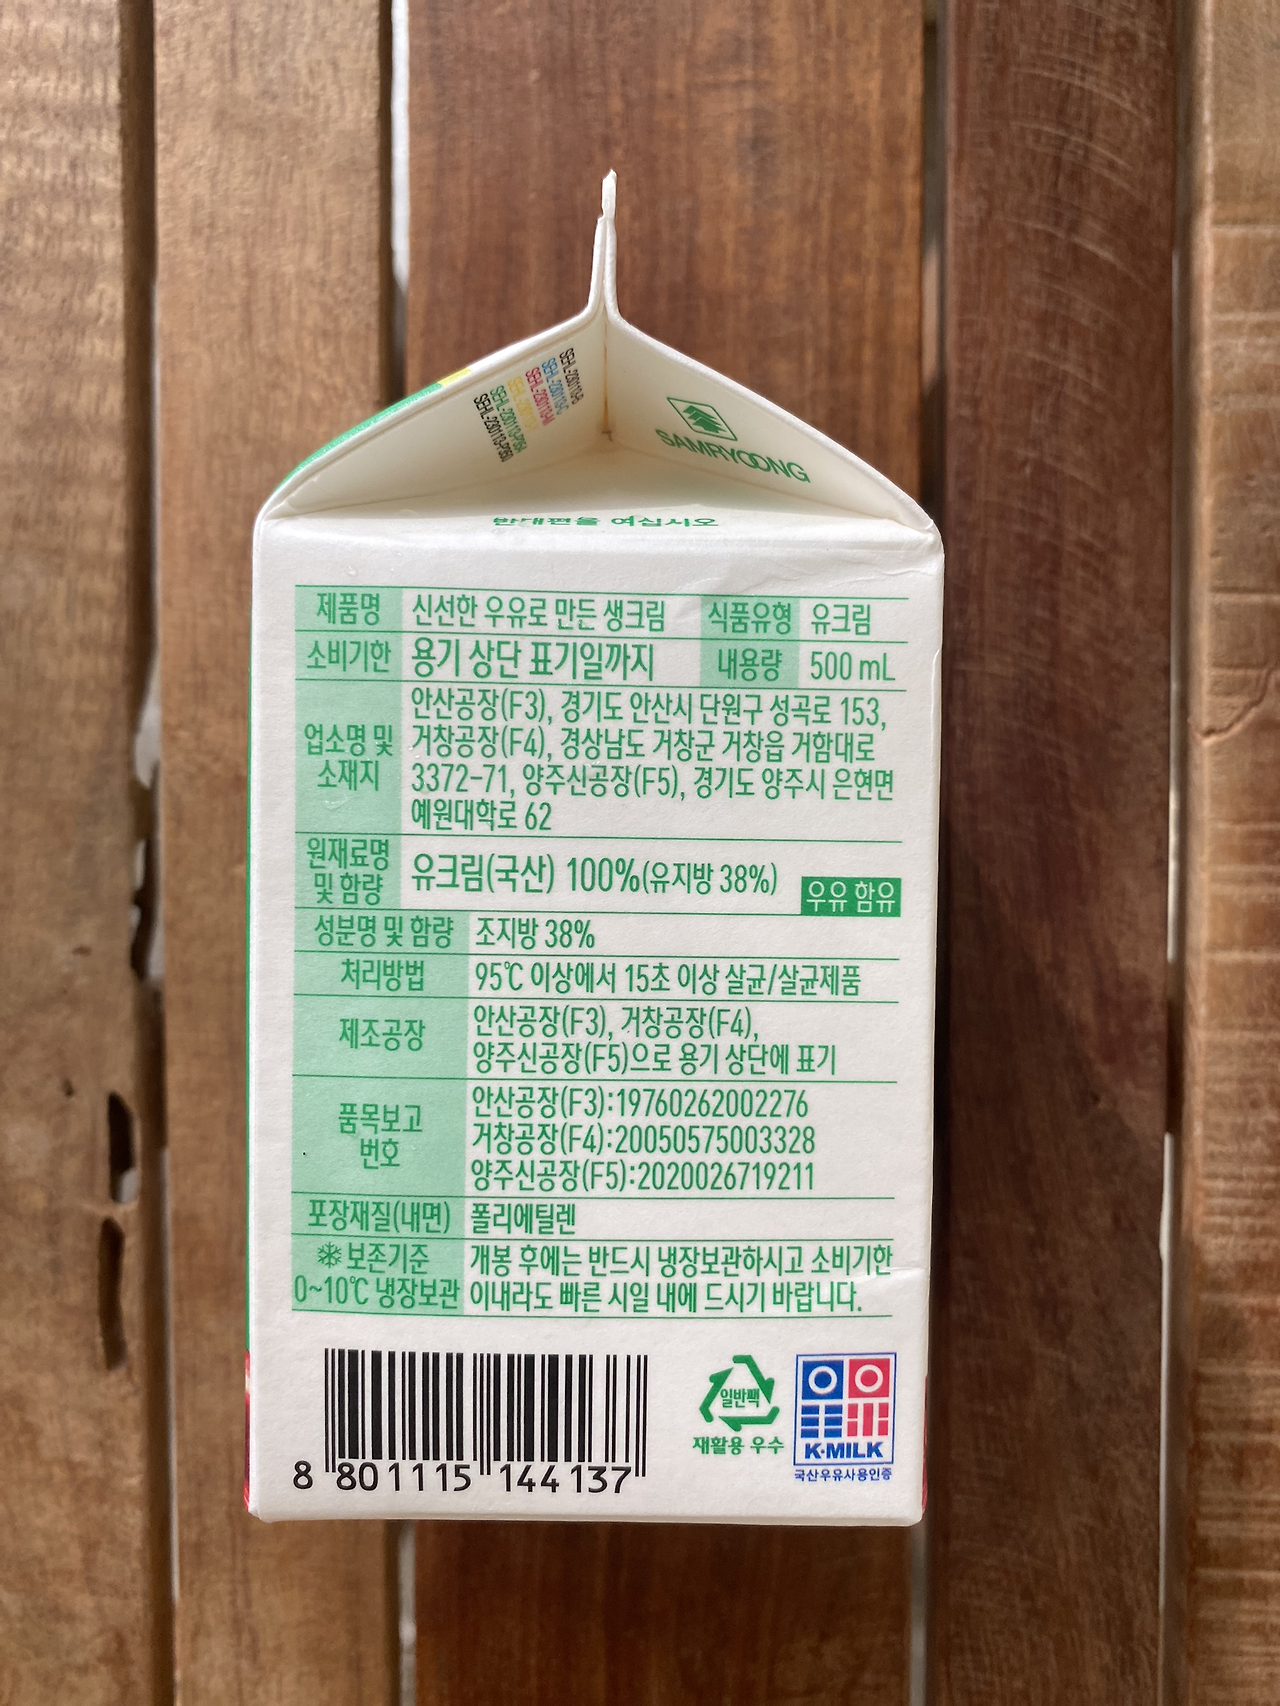 SEHL-230113-B
SEHL-230113-C
SEHL-230113-M
SEHL-230113-P354
SEHL-230113-P350
SAMRYOONG
반대편을 여십시오
제품명 신선한 우유로 만든 생크림 식품유형 유크림
소비기한 용기 상단 표기일까지 내용량 500 mL
업소명 및 소재지
안산공장(F3), 경기도 안산시 단원구 성곡로 153,
거창공장(F4), 경상남도 거창군 거창읍 거함대로
3372-71, 양주신공장(F5), 경기도 양주시 은현면
예원대학로 62
원재료명
및 함량
유크림(국산) 100%(유지방 38%)
우유 함유
성분명 및 함량 조지방 38%
처리방법 95℃ 이상에서 15초 이상 살균/살균제품
제조공장
안산공장(F3), 거창공장(F4),
양주신공장(F5)으로 용기 상단에 표기
품목보고
번호
안산공장(F3):19760262002276
거창공장(F4):20050575003328
양주신공장(F5):2020026719211
포장재질(내면) 폴리에틸렌
보존기준
0~10℃ 냉장보관
개봉 후에는 반드시 냉장보관하시고 소비기한
이내라도 빠른 시일 내에 드시기 바랍니다.
8 801115 144137
일반팩
재활용 우수
우유
K·MILK
국산우유사용인증